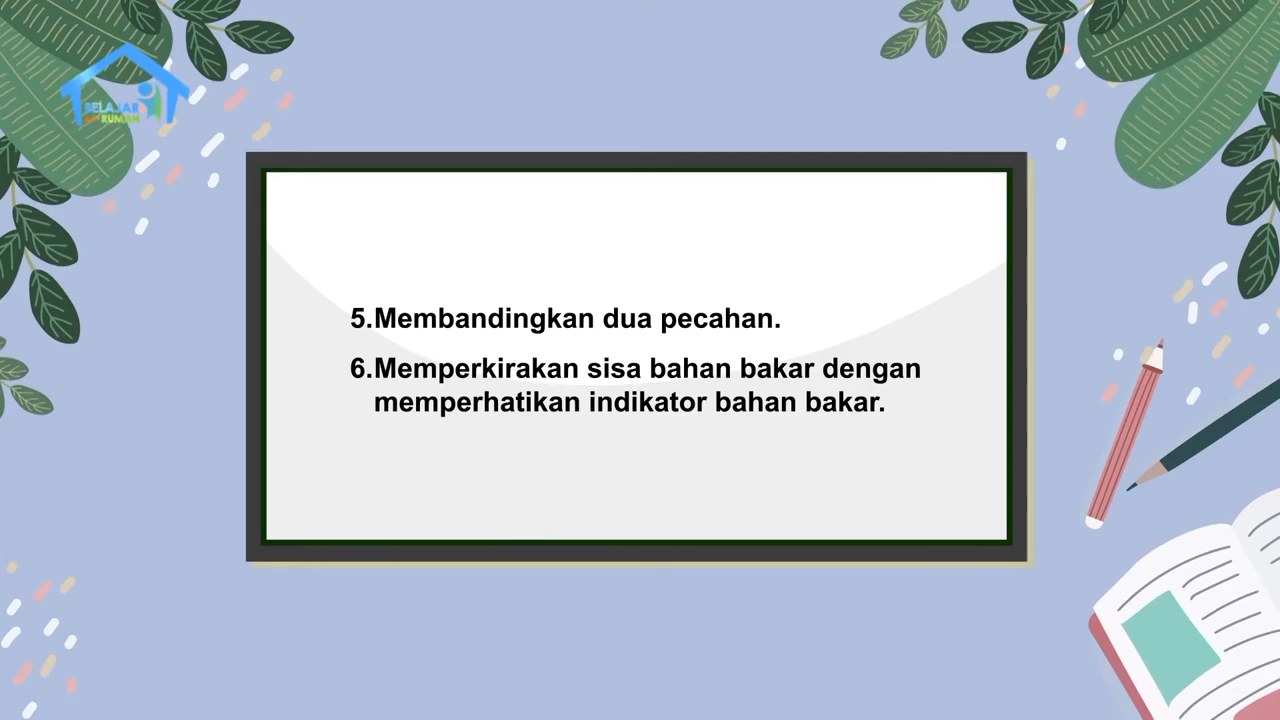 BELAJAR
RUMAH
5.Membandingkan dua pecahan.
6.Memperkirakan sisa bahan bakar dengan
memperhatikan indikator bahan bakar.